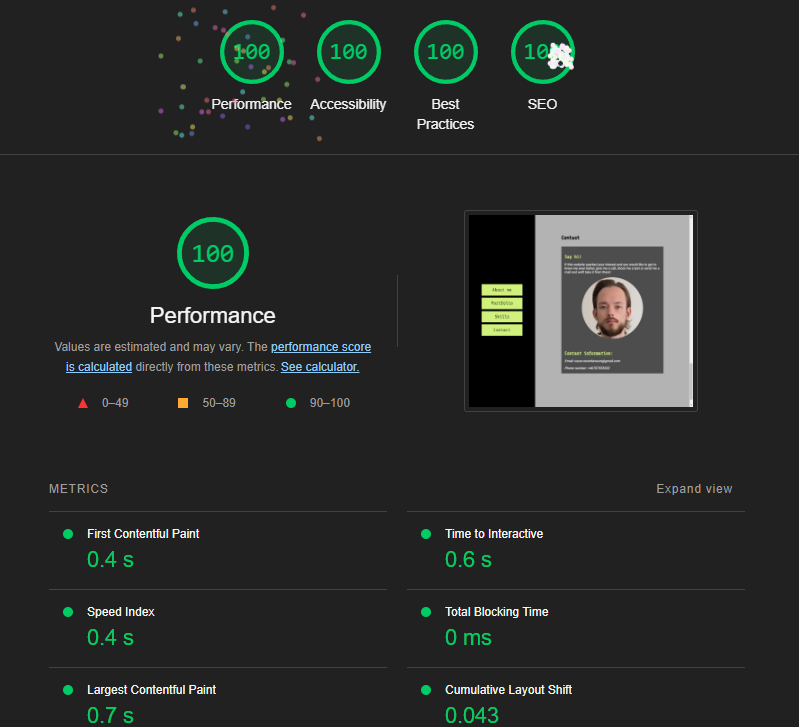 100 100 100 10
Performance Accessibility Best SEO
Practices
100
Performance
Values are estimated and may vary. The performance score
is calculated directly from these metrics. See calculator.
0–49 50–89 90–100
Contact
Say hi!
About me
Portfolio
Skills
Contact
Contact information:
METRICS Expand view
First Contentful Paint Time to Interactive
0.4 s 0.6 s
Speed Index Total Blocking Time
0.4 s 0 ms
Largest Contentful Paint Cumulative Layout Shift
0.7 s 0.043